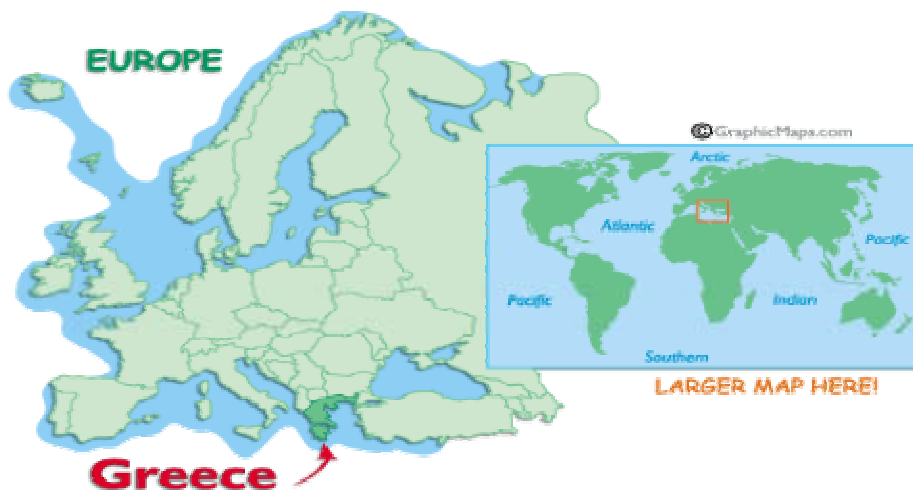 EUROPE
© GraphicMaps.com
Arctic
Atlantic
Pacific
Pacific
Indian
Southern
LARGER MAP HERE!
Greece